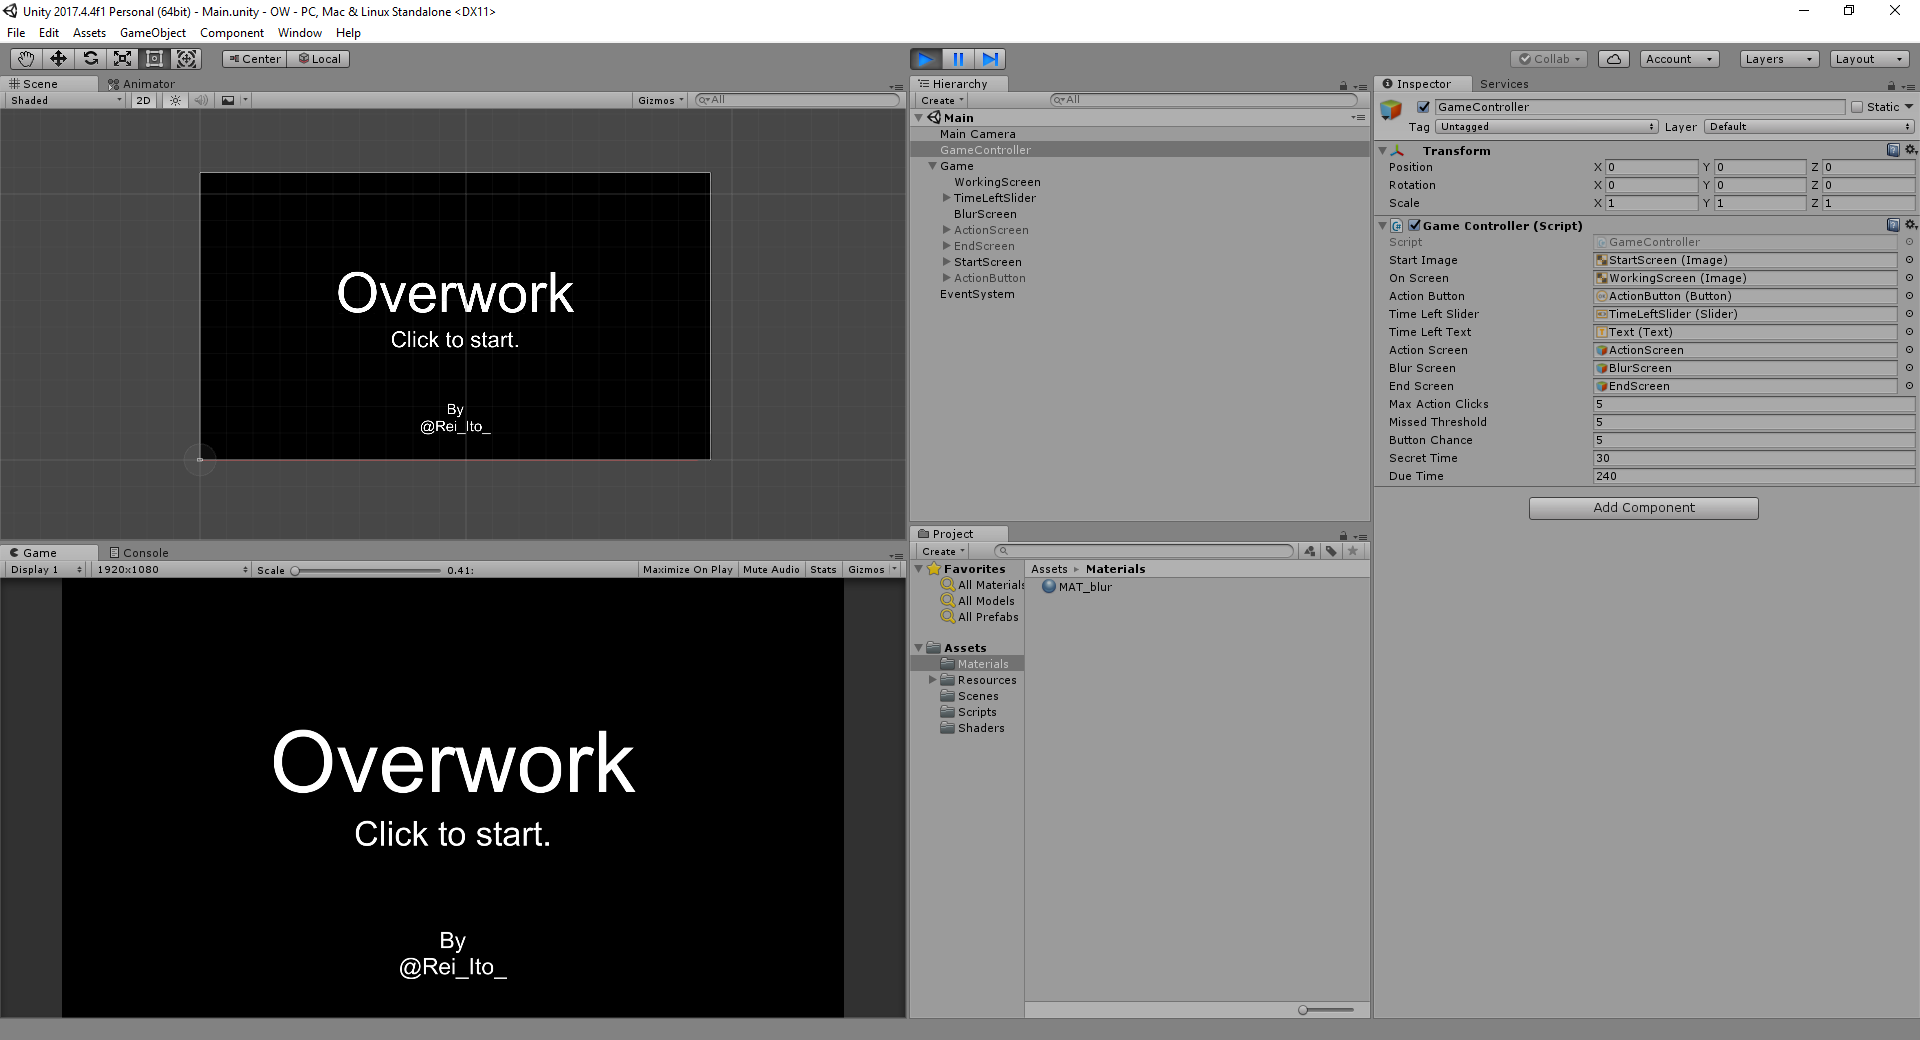 Unity 2017.4.4f1 Personal (64bit) - Main.unity - OW - PC, Mac & Linux Standalone <DX11>
File Edit Assets GameObject Component Window Help
Center Local
Collab Account Layers Layout
Scene Animator
Shaded 2D Gizmos All
Overwork
Click to start.
By
@Rei_Ito_
Game Console
Display 1 1920x1080 Scale 0.41: Maximize On Play Mute Audio Stats Gizmos
Overwork
Click to start.
By
@Rei_Ito_
Hierarchy
Create All
Main
Main Camera
GameController
Game
WorkingScreen
TimeLeftSlider
BlurScreen
ActionScreen
EndScreen
StartScreen
ActionButton
EventSystem
Project
Create
Favorites
All Materials
All Models
All Prefabs
Assets
Materials
Resources
Scenes
Scripts
Shaders
Assets Materials
MAT_blur
Inspector Services
GameController Static
Tag Untagged Layer Default
Transform
Position X 0 Y 0 Z 0
Rotation X 0 Y 0 Z 0
Scale X 1 Y 1 Z 1
Game Controller (Script)
Script GameController
Start Image StartScreen (Image)
On Screen WorkingScreen (Image)
Action Button ActionButton (Button)
Time Left Slider TimeLeftSlider (Slider)
Time Left Text Text (Text)
Action Screen ActionScreen
Blur Screen BlurScreen
End Screen EndScreen
Max Action Clicks 5
Missed Threshold 5
Button Chance 5
Secret Time 30
Due Time 240
Add Component